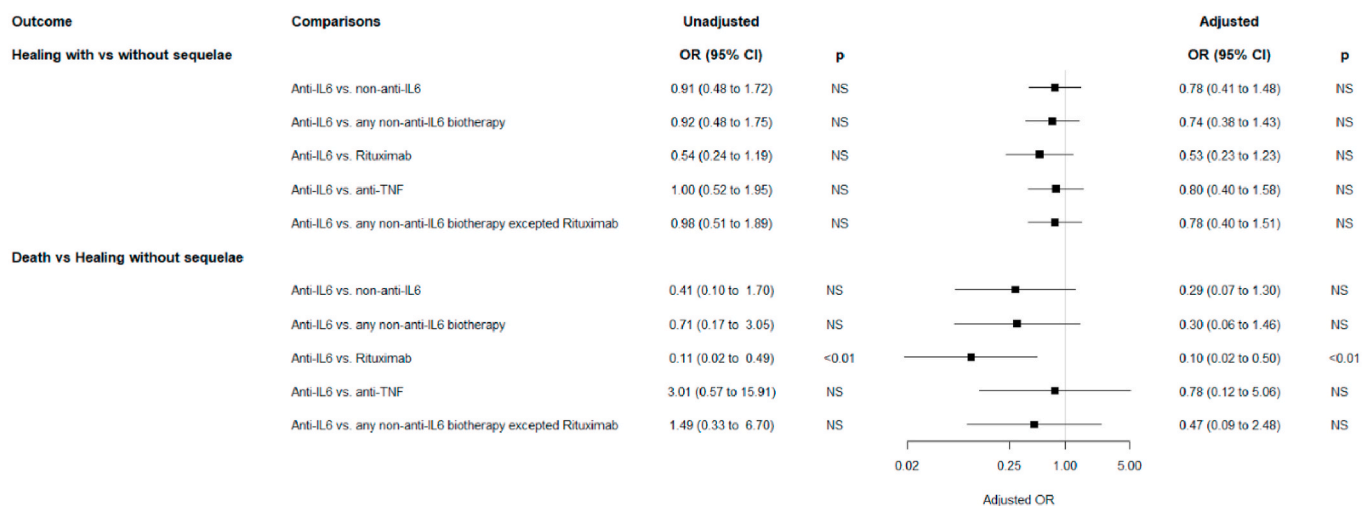 Outcome Comparisons Unadjusted Adjusted
Healing with vs without sequelae OR (95% CI) p OR (95% CI) p
Anti-IL6 vs. non-anti-IL6 0.91 (0.48 to 1.72) NS 0.78 (0.41 to 1.48) NS
Anti-IL6 vs. any non-anti-IL6 biotherapy 0.92 (0.48 to 1.75) NS 0.74 (0.38 to 1.43) NS
Anti-IL6 vs. Rituximab 0.54 (0.24 to 1.19) NS 0.53 (0.23 to 1.23) NS
Anti-IL6 vs. anti-TNF 1.00 (0.52 to 1.95) NS 0.80 (0.40 to 1.58) NS
Anti-IL6 vs. any non-anti-IL6 biotherapy excepted Rituximab 0.98 (0.51 to 1.89) NS 0.78 (0.40 to 1.51) NS
Death vs Healing without sequelae
Anti-IL6 vs. non-anti-IL6 0.41 (0.10 to 1.70) NS 0.29 (0.07 to 1.30) NS
Anti-IL6 vs. any non-anti-IL6 biotherapy 0.71 (0.17 to 3.05) NS 0.30 (0.06 to 1.46) NS
Anti-IL6 vs. Rituximab 0.11 (0.02 to 0.49) <0.01 0.10 (0.02 to 0.50) <0.01
Anti-IL6 vs. anti-TNF 3.01 (0.57 to 15.91) NS 0.78 (0.12 to 5.06) NS
Anti-IL6 vs. any non-anti-IL6 biotherapy excepted Rituximab 1.49 (0.33 to 6.70) NS 0.47 (0.09 to 2.48) NS
0.02 0.25 1.00 5.00
Adjusted OR